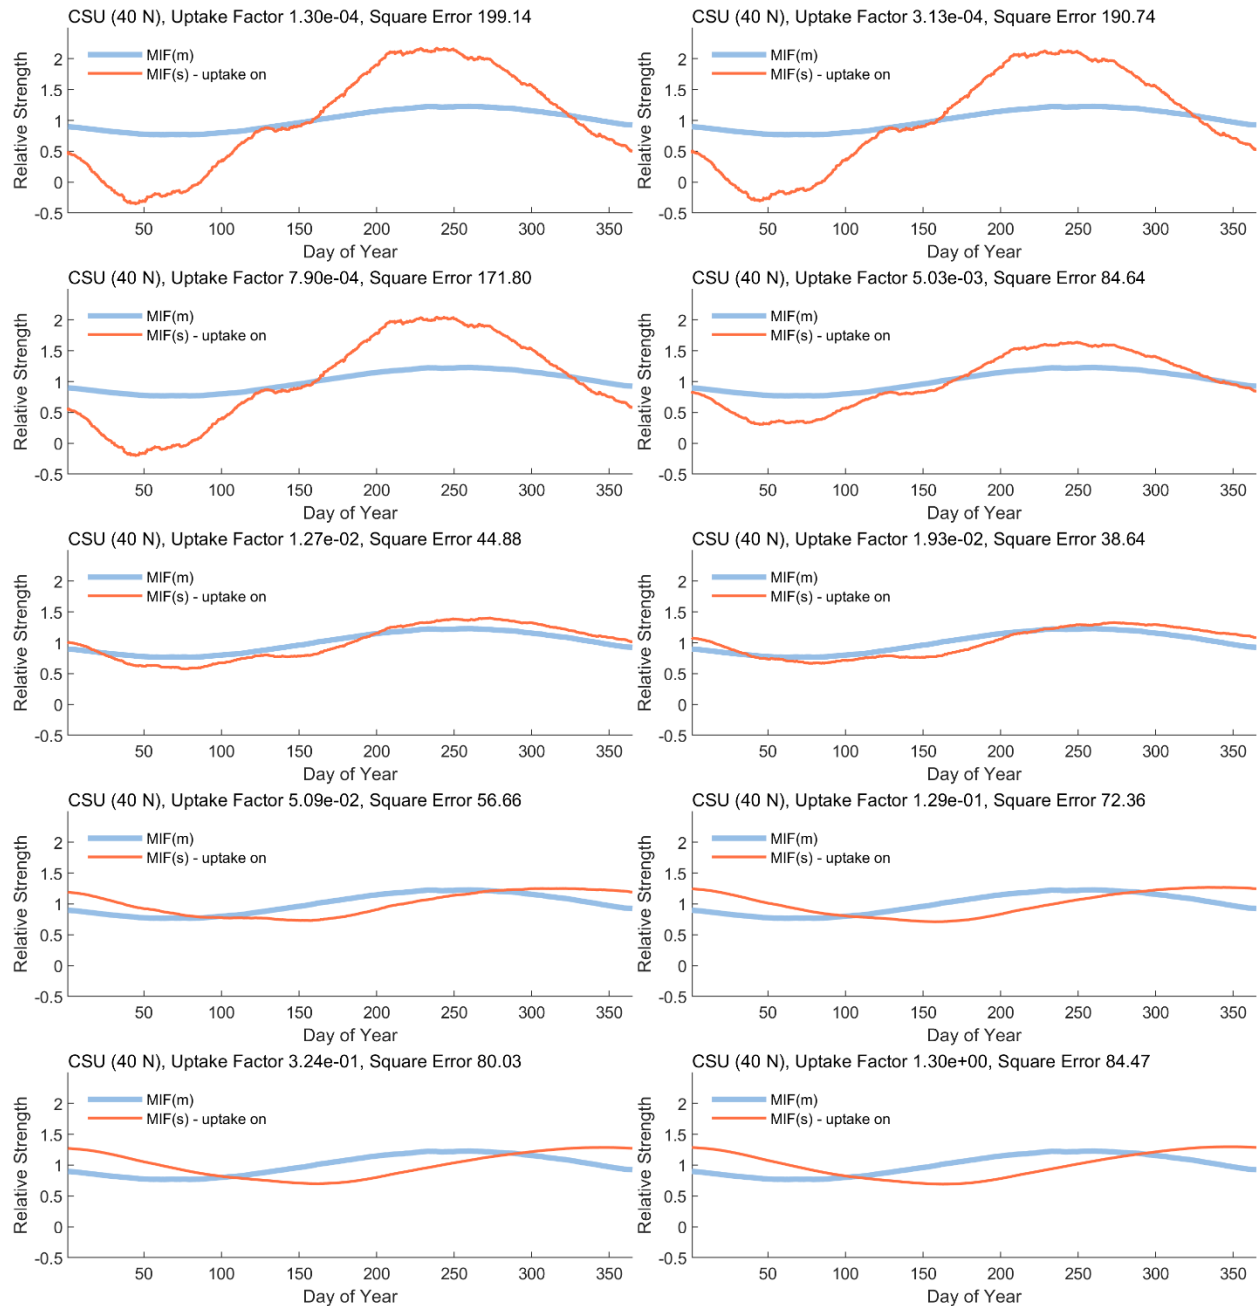 CSU (40 N), Uptake Factor 1.30e-04, Square Error 199.14
Relative Strength
2
1.5
1
0.5
0
-0.5
MIF(m)
MIF(s) - uptake on
50 100 150 200 250 300 350
Day of Year
CSU (40 N), Uptake Factor 3.13e-04, Square Error 190.74
Relative Strength
2
1.5
1
0.5
0
-0.5
MIF(m)
MIF(s) - uptake on
50 100 150 200 250 300 350
Day of Year
CSU (40 N), Uptake Factor 7.90e-04, Square Error 171.80
Relative Strength
2
1.5
1
0.5
0
-0.5
MIF(m)
MIF(s) - uptake on
50 100 150 200 250 300 350
Day of Year
CSU (40 N), Uptake Factor 5.03e-03, Square Error 84.64
Relative Strength
2
1.5
1
0.5
0
-0.5
MIF(m)
MIF(s) - uptake on
50 100 150 200 250 300 350
Day of Year
CSU (40 N), Uptake Factor 1.27e-02, Square Error 44.88
Relative Strength
2
1.5
1
0.5
0
-0.5
MIF(m)
MIF(s) - uptake on
50 100 150 200 250 300 350
Day of Year
CSU (40 N), Uptake Factor 1.93e-02, Square Error 38.64
Relative Strength
2
1.5
1
0.5
0
-0.5
MIF(m)
MIF(s) - uptake on
50 100 150 200 250 300 350
Day of Year
CSU (40 N), Uptake Factor 5.09e-02, Square Error 56.66
Relative Strength
2
1.5
1
0.5
0
-0.5
MIF(m)
MIF(s) - uptake on
50 100 150 200 250 300 350
Day of Year
CSU (40 N), Uptake Factor 1.29e-01, Square Error 72.36
Relative Strength
2
1.5
1
0.5
0
-0.5
MIF(m)
MIF(s) - uptake on
50 100 150 200 250 300 350
Day of Year
CSU (40 N), Uptake Factor 3.24e-01, Square Error 80.03
Relative Strength
2
1.5
1
0.5
0
-0.5
MIF(m)
MIF(s) - uptake on
50 100 150 200 250 300 350
Day of Year
CSU (40 N), Uptake Factor 1.30e+00, Square Error 84.47
Relative Strength
2
1.5
1
0.5
0
-0.5
MIF(m)
MIF(s) - uptake on
50 100 150 200 250 300 350
Day of Year